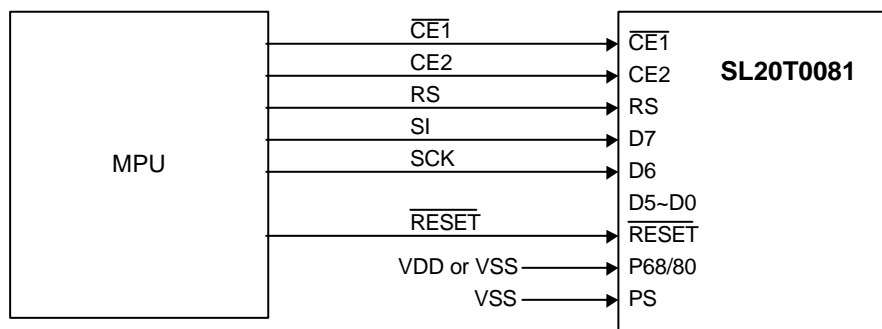 CE1
CE1
CE2
CE2
SL20T0081
RS
RS
SI
D7
MPU
SCK
D6
D5~D0
RESET
RESET
VDD or VSS
P68/80
VSS
PS